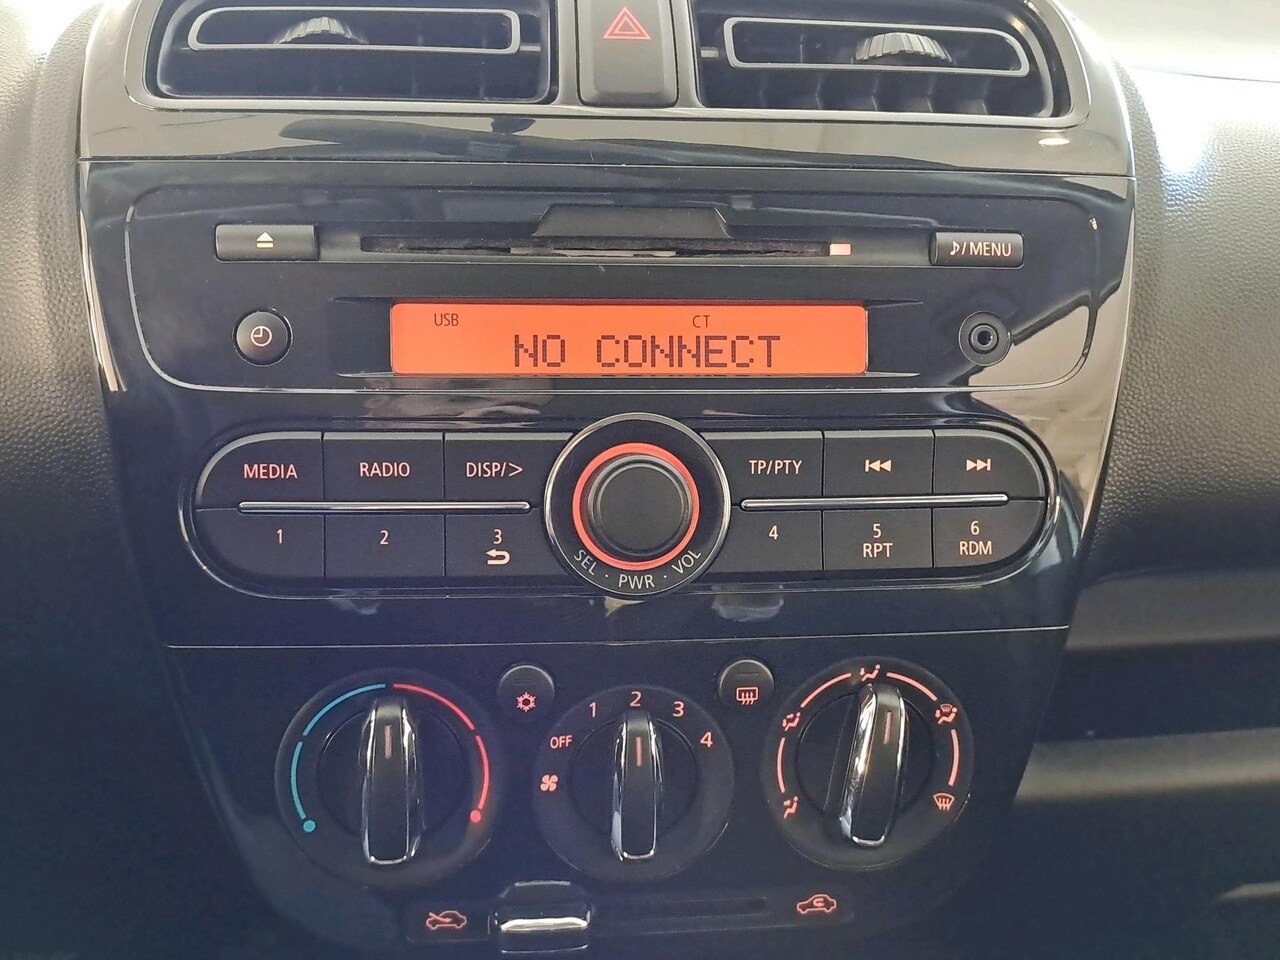 ♪/MENU
USB CT
NO CONNECT
MEDIA RADIO DISP/> TP/PTY
1 2 3 4 5 6
RPT RDM
SEL · PWR · VOL
1 2 3 4
OFF